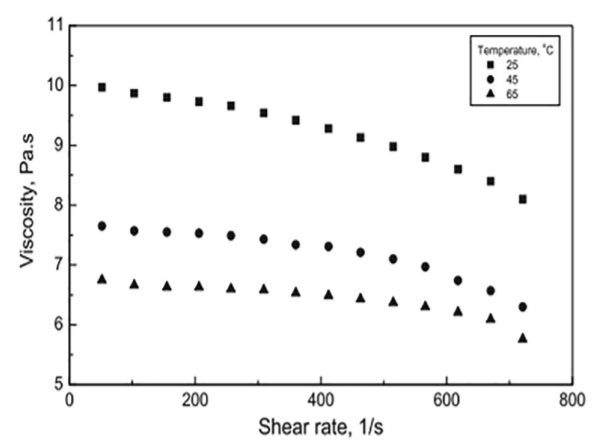 11
10
9
8
7
6
5
Viscosity, Pa.s
Temperature, °C
25
45
65
0 200 400 600 800
Shear rate, 1/s